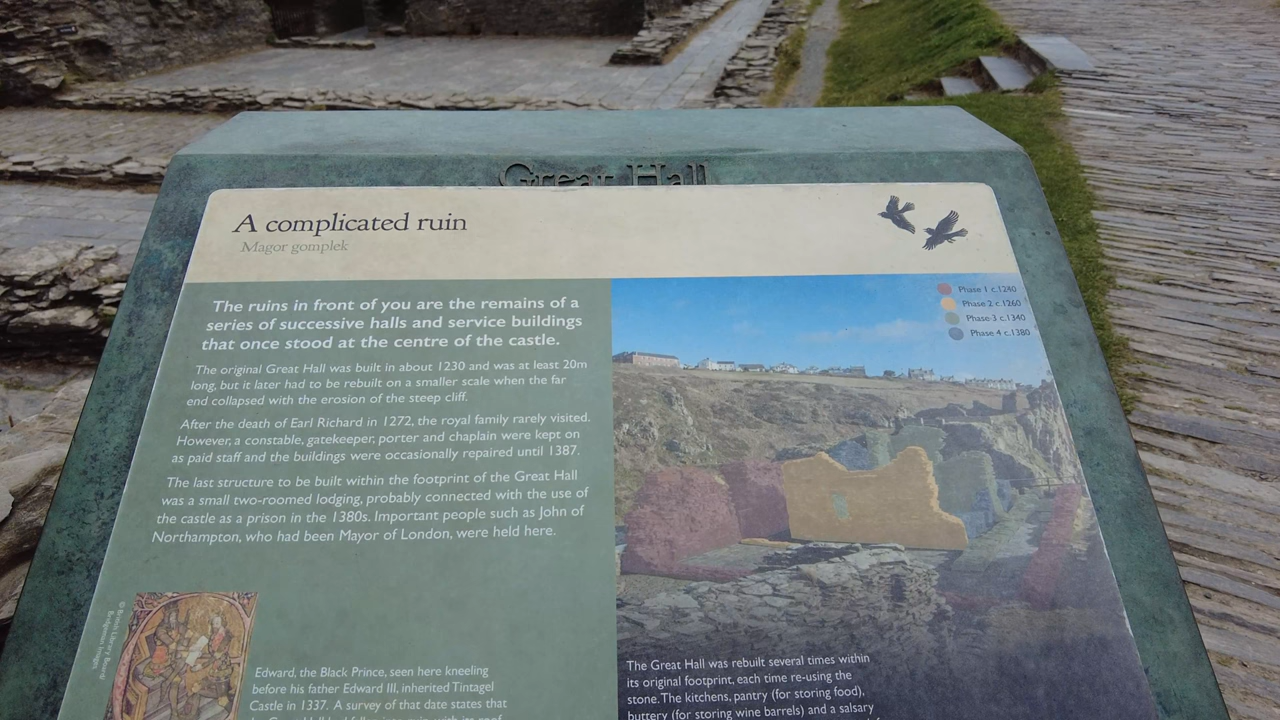 Great Hall
A complicated ruin
Magor gomplek
The ruins in front of you are the remains of a
series of successive halls and service buildings
that once stood at the centre of the castle.
The original Great Hall was built in about 1230 and was at least 20m
long, but it later had to be rebuilt on a smaller scale when the far
end collapsed with the erosion of the steep cliff.
After the death of Earl Richard in 1272, the royal family rarely visited.
However, a constable, gatekeeper, porter and chaplain were kept on
as paid staff and the buildings were occasionally repaired until 1387.
The last structure to be built within the footprint of the Great Hall
was a small two-roomed lodging, probably connected with the use of
the castle as a prison in the 1380s. Important people such as John of
Northampton, who had been Mayor of London, were held here.
© British Library Board/
Bridgeman Images
Edward, the Black Prince, seen here kneeling
before his father Edward III, inherited Tintagel
Castle in 1337. A survey of that date states that
Phase 1 c.1240
Phase 2 c.1260
Phase 3 c.1340
Phase 4 c.1380
The Great Hall was rebuilt several times within
its original footprint, each time re-using the
stone. The kitchens, pantry (for storing food),
buttery (for storing wine barrels) and a salsary